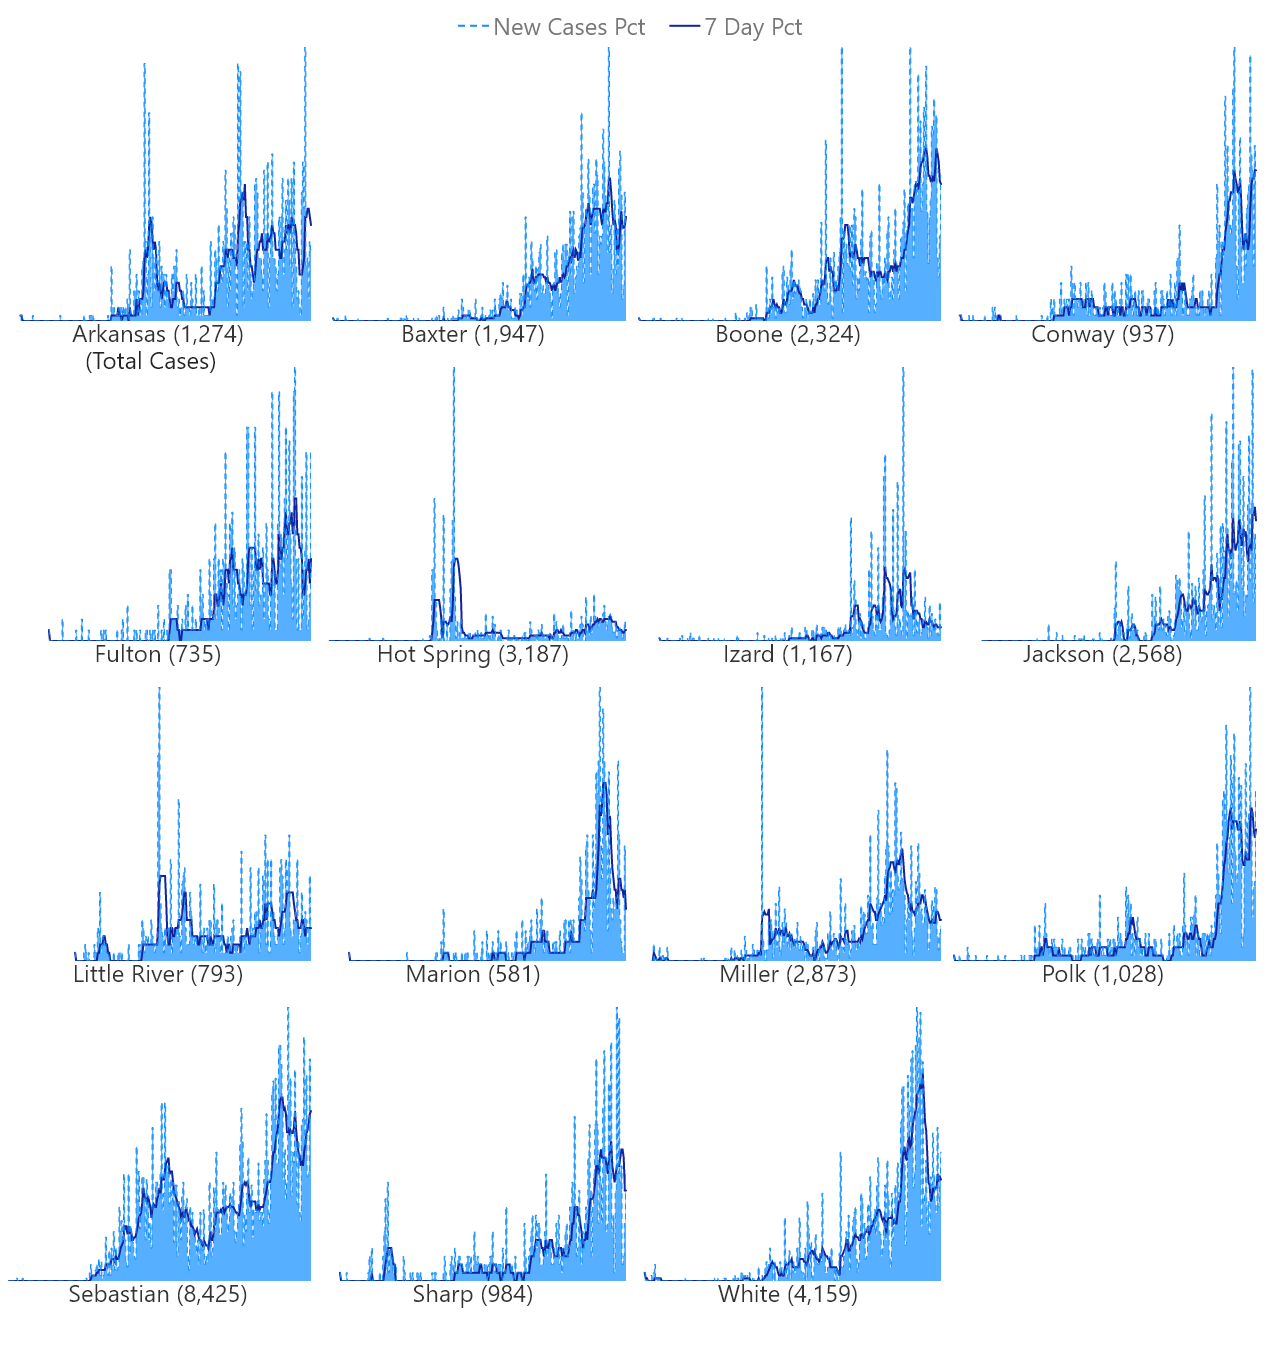 New Cases Pct 7 Day Pct
Arkansas (1,274) Baxter (1,947) Boone (2,324) Conway (937)
(Total Cases)
Fulton (735) Hot Spring (3,187) Izard (1,167) Jackson (2,568)
Little River (793) Marion (581) Miller (2,873) Polk (1,028)
Sebastian (8,425) Sharp (984) White (4,159)